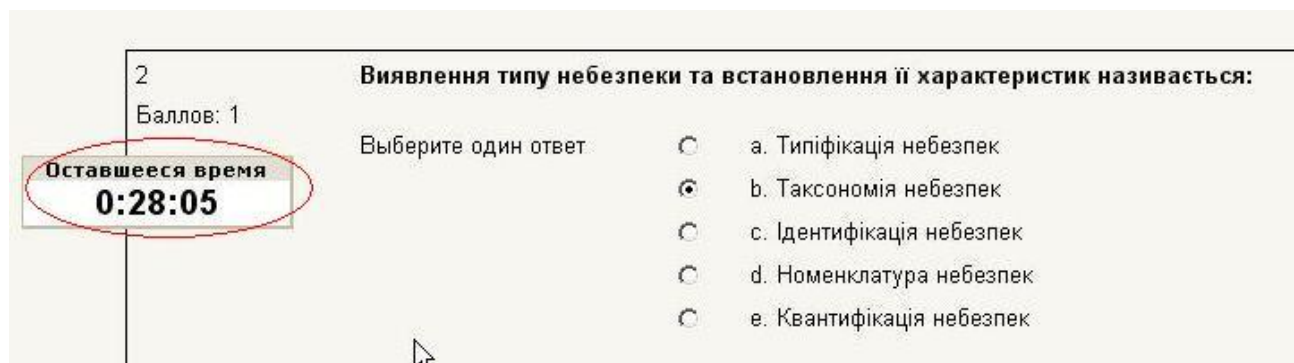 2
Виявлення типу небезпеки та встановлення її характеристик називається:
Баллов: 1
Выберите один ответ
a. Типіфікація небезпек
Оставшееся время
0:28:05
b. Таксономія небезпек
c. Ідентифікація небезпек
d. Номенклатура небезпек
e. Квантифікація небезпек